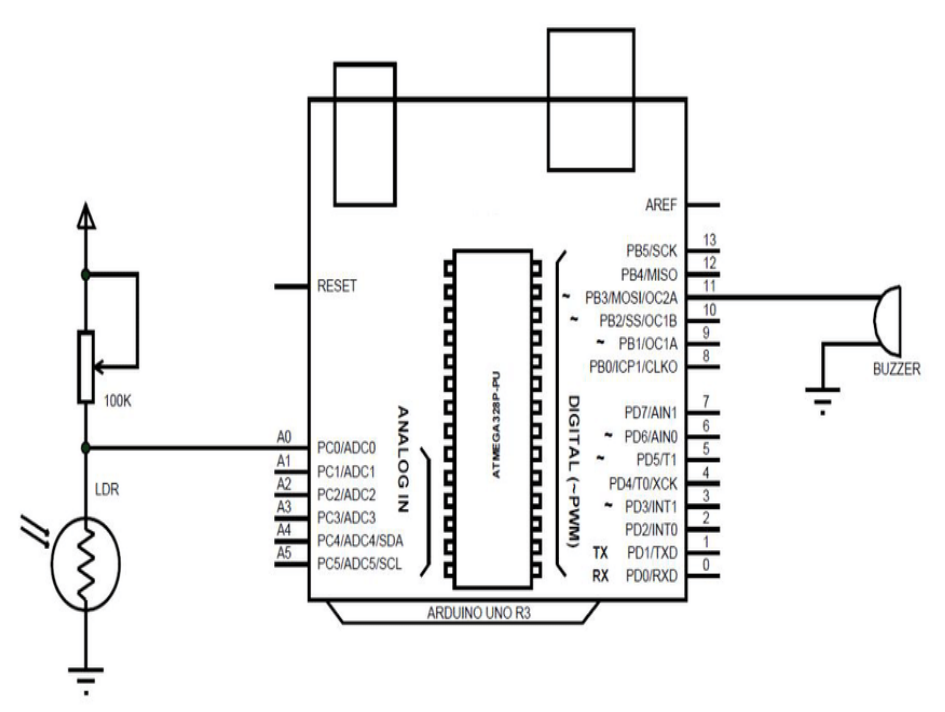 AREF
13
PB5/SCK
12
PB4/MISO
RESET
11
~ PB3/MOSI/OC2A
10
~ PB2/SS/OC1B
9
~ PB1/OC1A
8
PB0/ICP1/CLKO
BUZZER
100K
ATMEGA328P-PU
ANALOG IN
DIGITAL (~PWM)
7
PD7/AIN1
6
~ PD6/AIN0
5
~ PD5/T1
4
PD4/T0/XCK
3
~ PD3/INT1
2
PD2/INT0
1
TX PD1/TXD
0
RX PD0/RXD
A0 PC0/ADC0
A1 PC1/ADC1
A2 PC2/ADC2
A3 PC3/ADC3
A4 PC4/ADC4/SDA
A5 PC5/ADC5/SCL
LDR
ARDUINO UNO R3